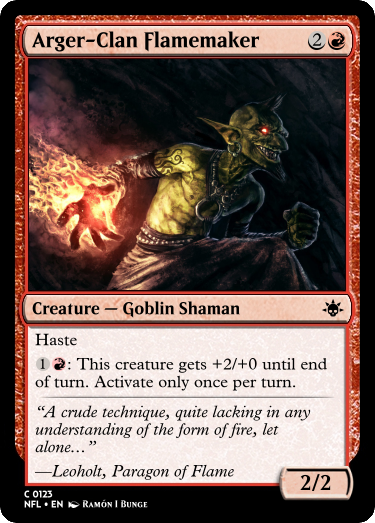 Arger-Clan Flamemaker 2
Creature — Goblin Shaman
Haste
1: This creature gets +2/+0 until end
of turn. Activate only once per turn.
“A crude technique, quite lacking in any
understanding of the form of fire, let
alone…”
—Leoholt, Paragon of Flame
2/2
C 0123
NFL • EN Ramón I Bunge